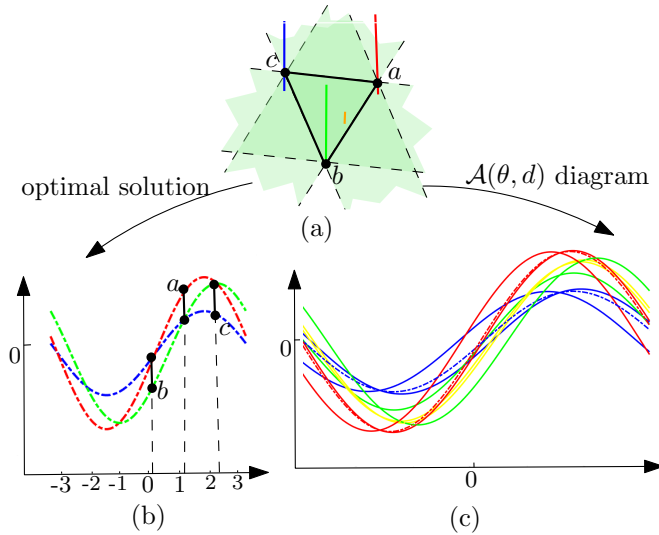 c
a
b
optimal solution
𝒜(θ, d) diagram
(a)
a
c
b
0
-3 -2 -1 0 1 2 3
(b)
0
0
(c)